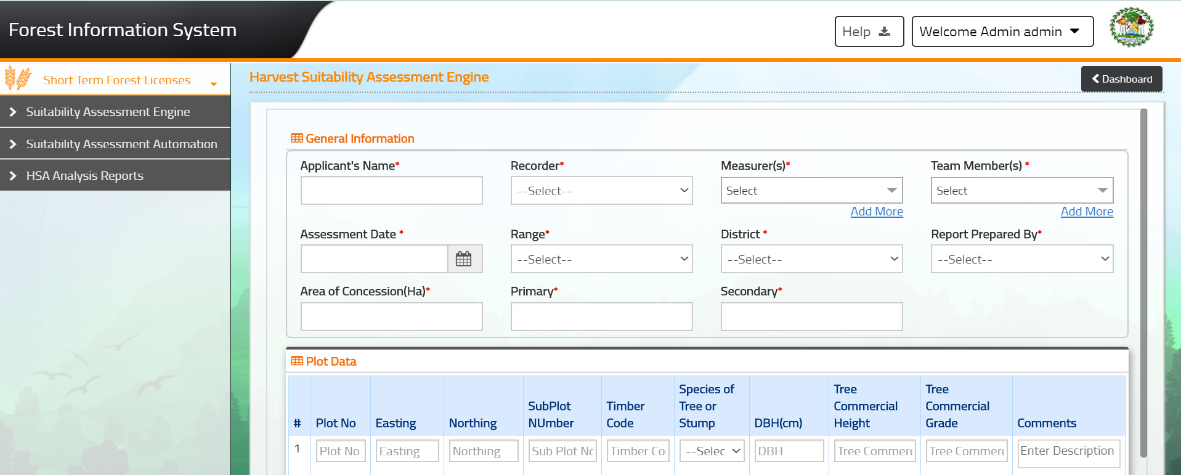 Forest Information System
Help
Welcome Admin admin
Short Term Forest Licenses
Suitability Assessment Engine
Suitability Assessment Automation
HSA Analysis Reports
Harvest Suitability Assessment Engine
Dashboard
General Information
Applicant's Name* Recorder* Measurer(s)* Team Member(s) *
--Select-- Select Select
Add More Add More
Assessment Date * Range* District * Report Prepared By*
--Select-- --Select-- --Select--
Area of Concession(Ha)* Primary* Secondary*
Plot Data
# Plot No Easting Northing SubPlot NUmber Timber Code Species of Tree or Stump DBH(cm) Tree Commercial Height Tree Commercial Grade Comments
1 Plot No Easting Northing Sub Plot Nc Timber Co --Selec DBH Tree Commerc Tree Commerc Enter Description